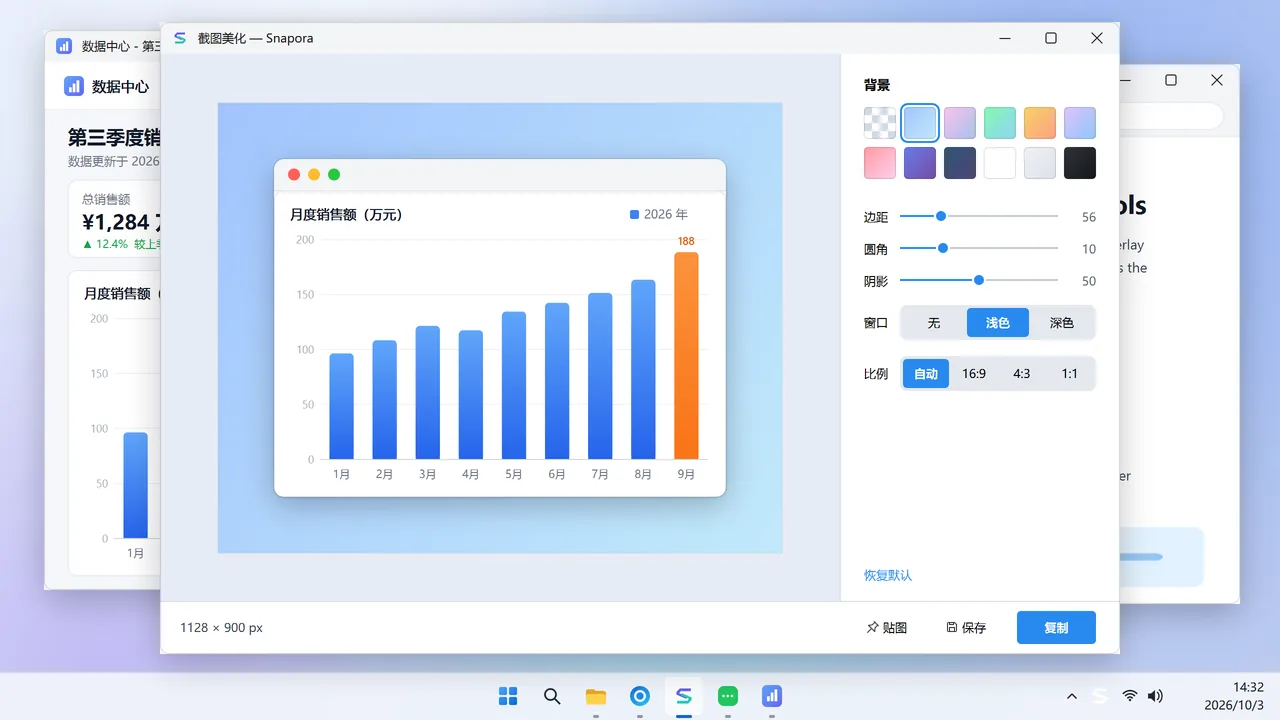 数据中心 - 第三
数据中心
第三季度销
数据更新于 2026
总销售额
¥1,284
▲ 12.4% 较上
月度销售额
200
150
100
50
0
1月
截图美化 — Snapora
月度销售额（万元）
2026 年
200
150
100
50
0
188
1月 2月 3月 4月 5月 6月 7月 8月 9月
背景
边距 56
圆角 10
阴影 50
窗口 无 浅色 深色
比例 自动 16:9 4:3 1:1
恢复默认
1128 × 900 px
贴图 保存 复制
ols
rlay
s the
er
14:32
2026/10/3